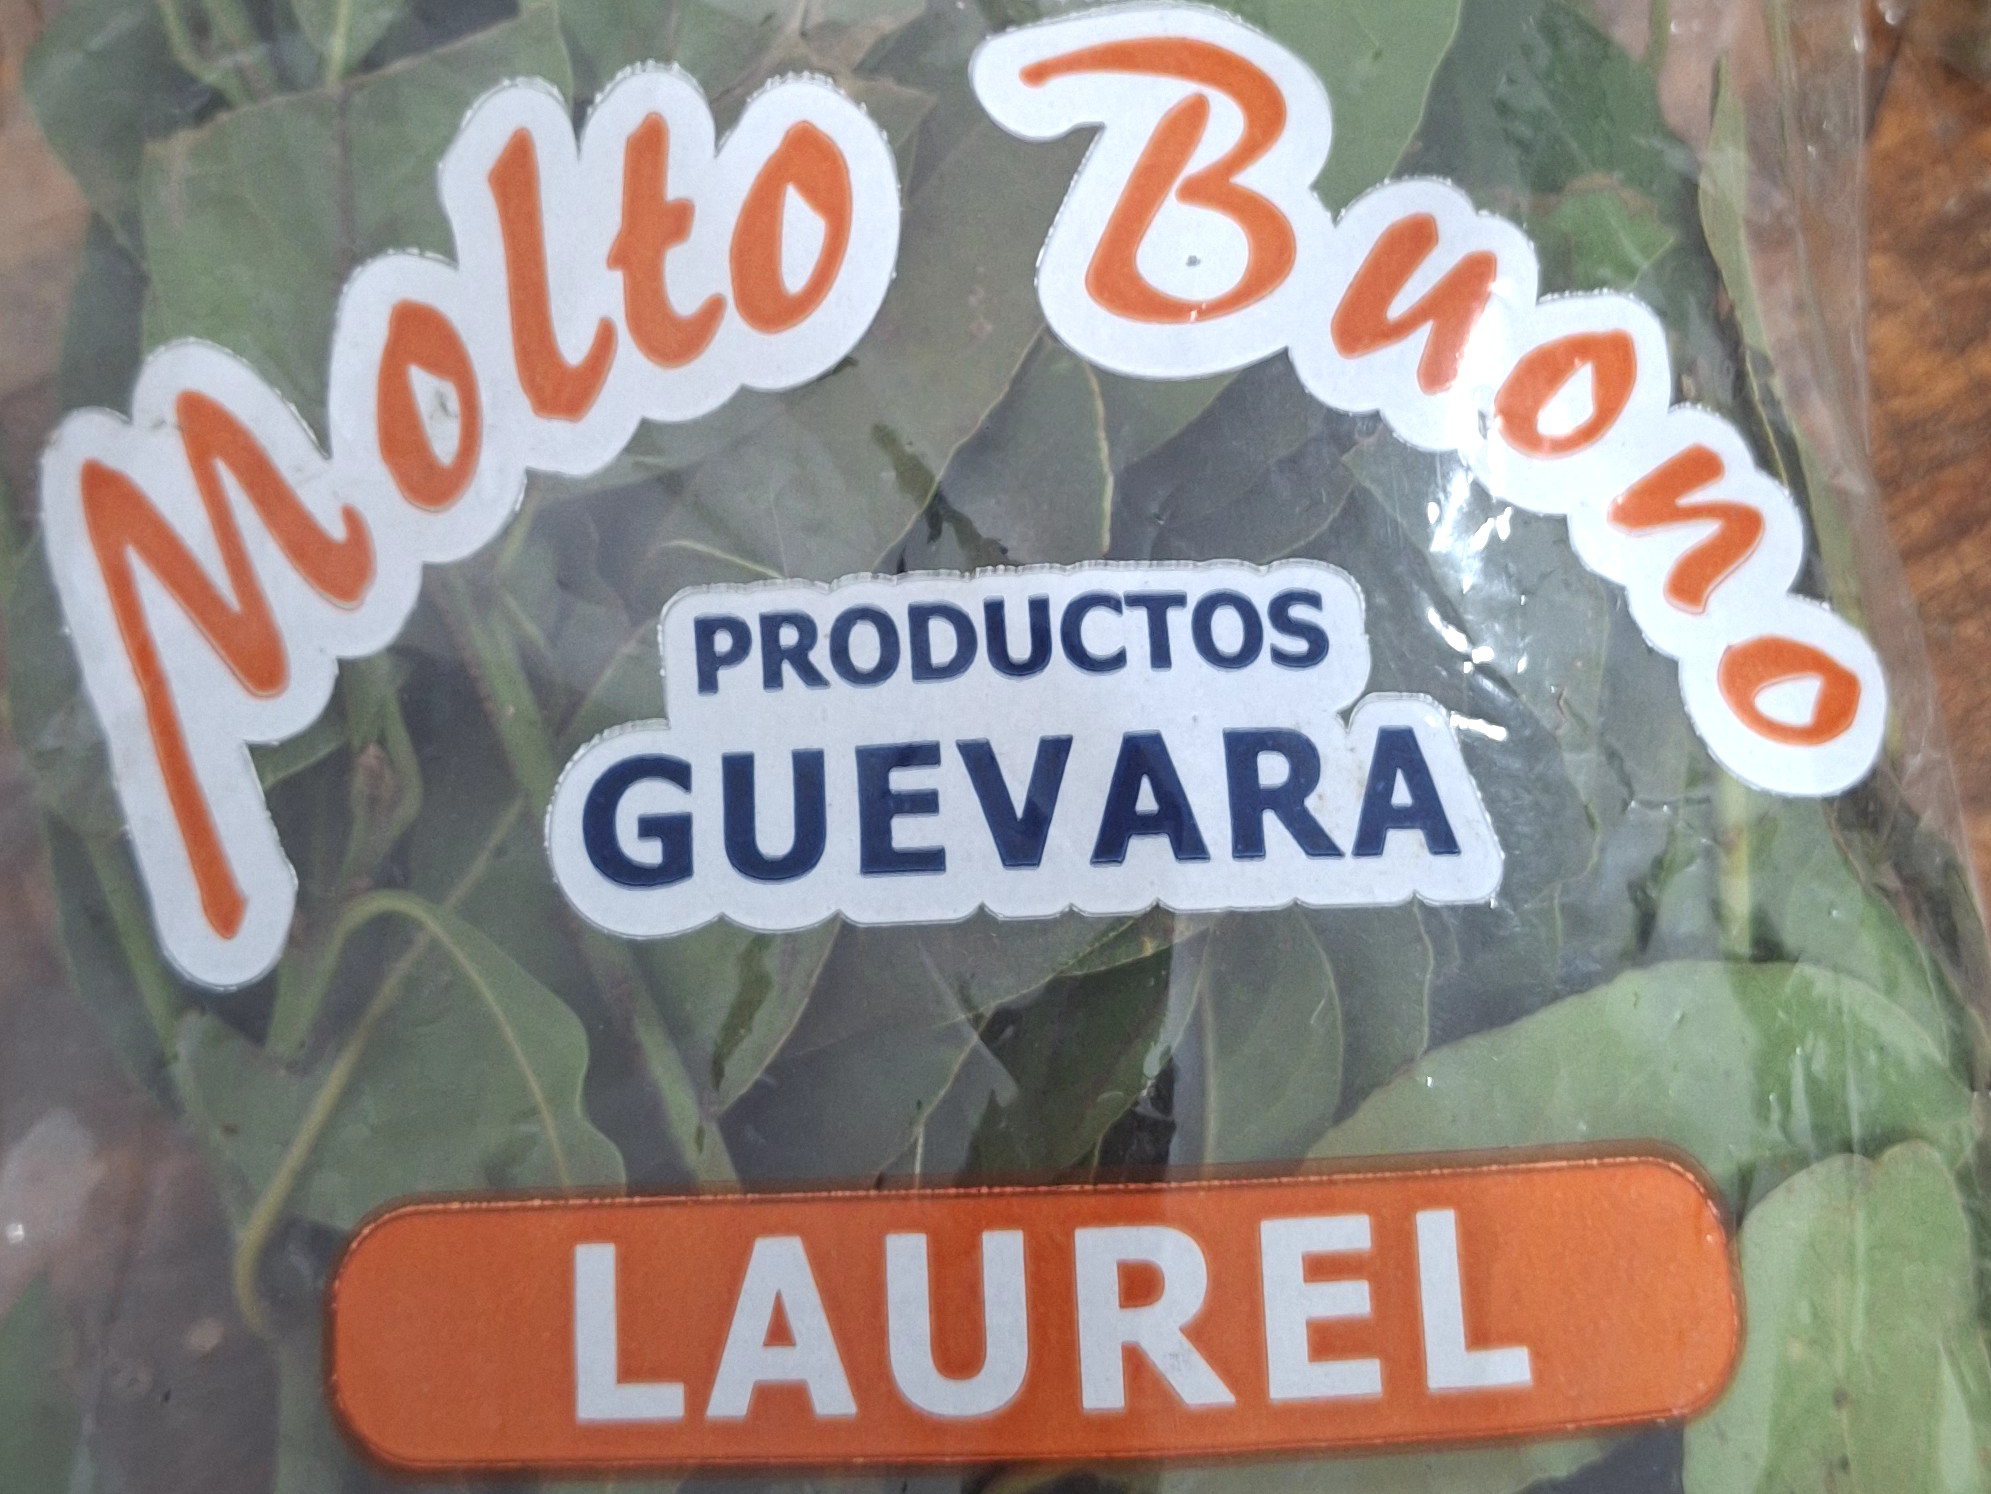 Molto Buono
PRODUCTOS
GUEVARA
LAUREL